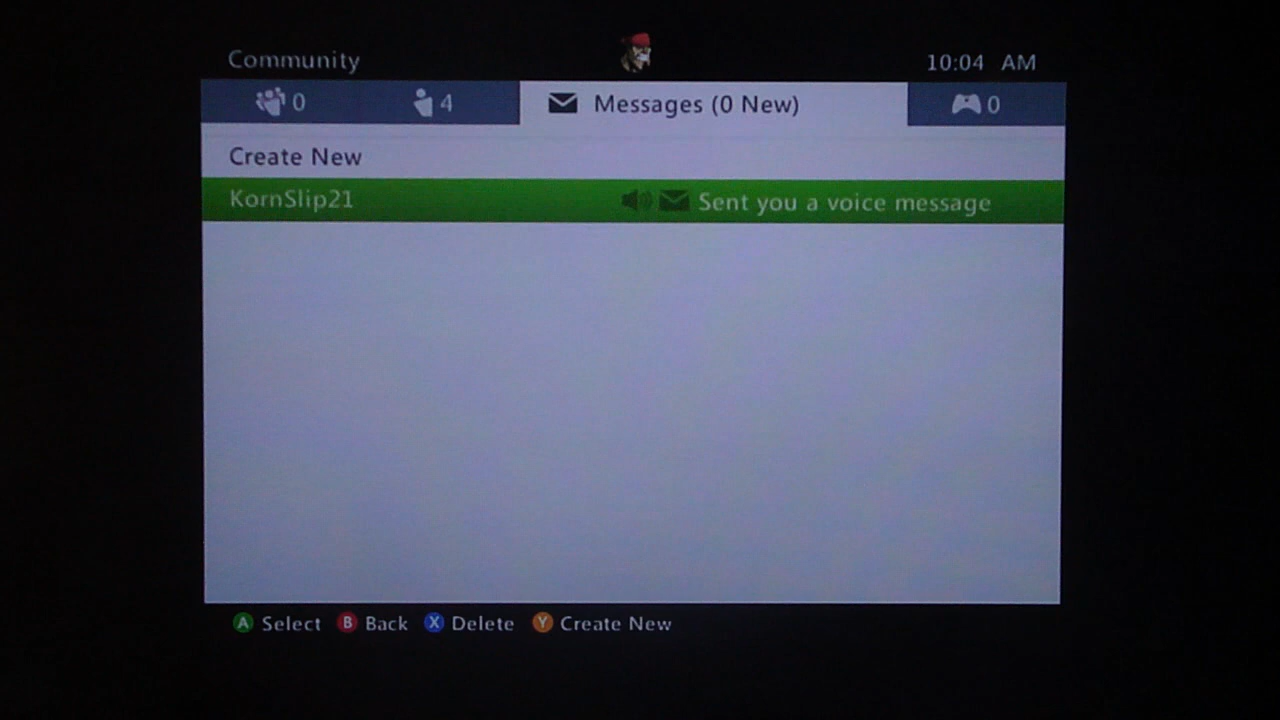 Community
10:04 AM
0
4
Messages (0 New)
0
Create New
KornSlip21
Sent you a voice message
A Select B Back X Delete Y Create New